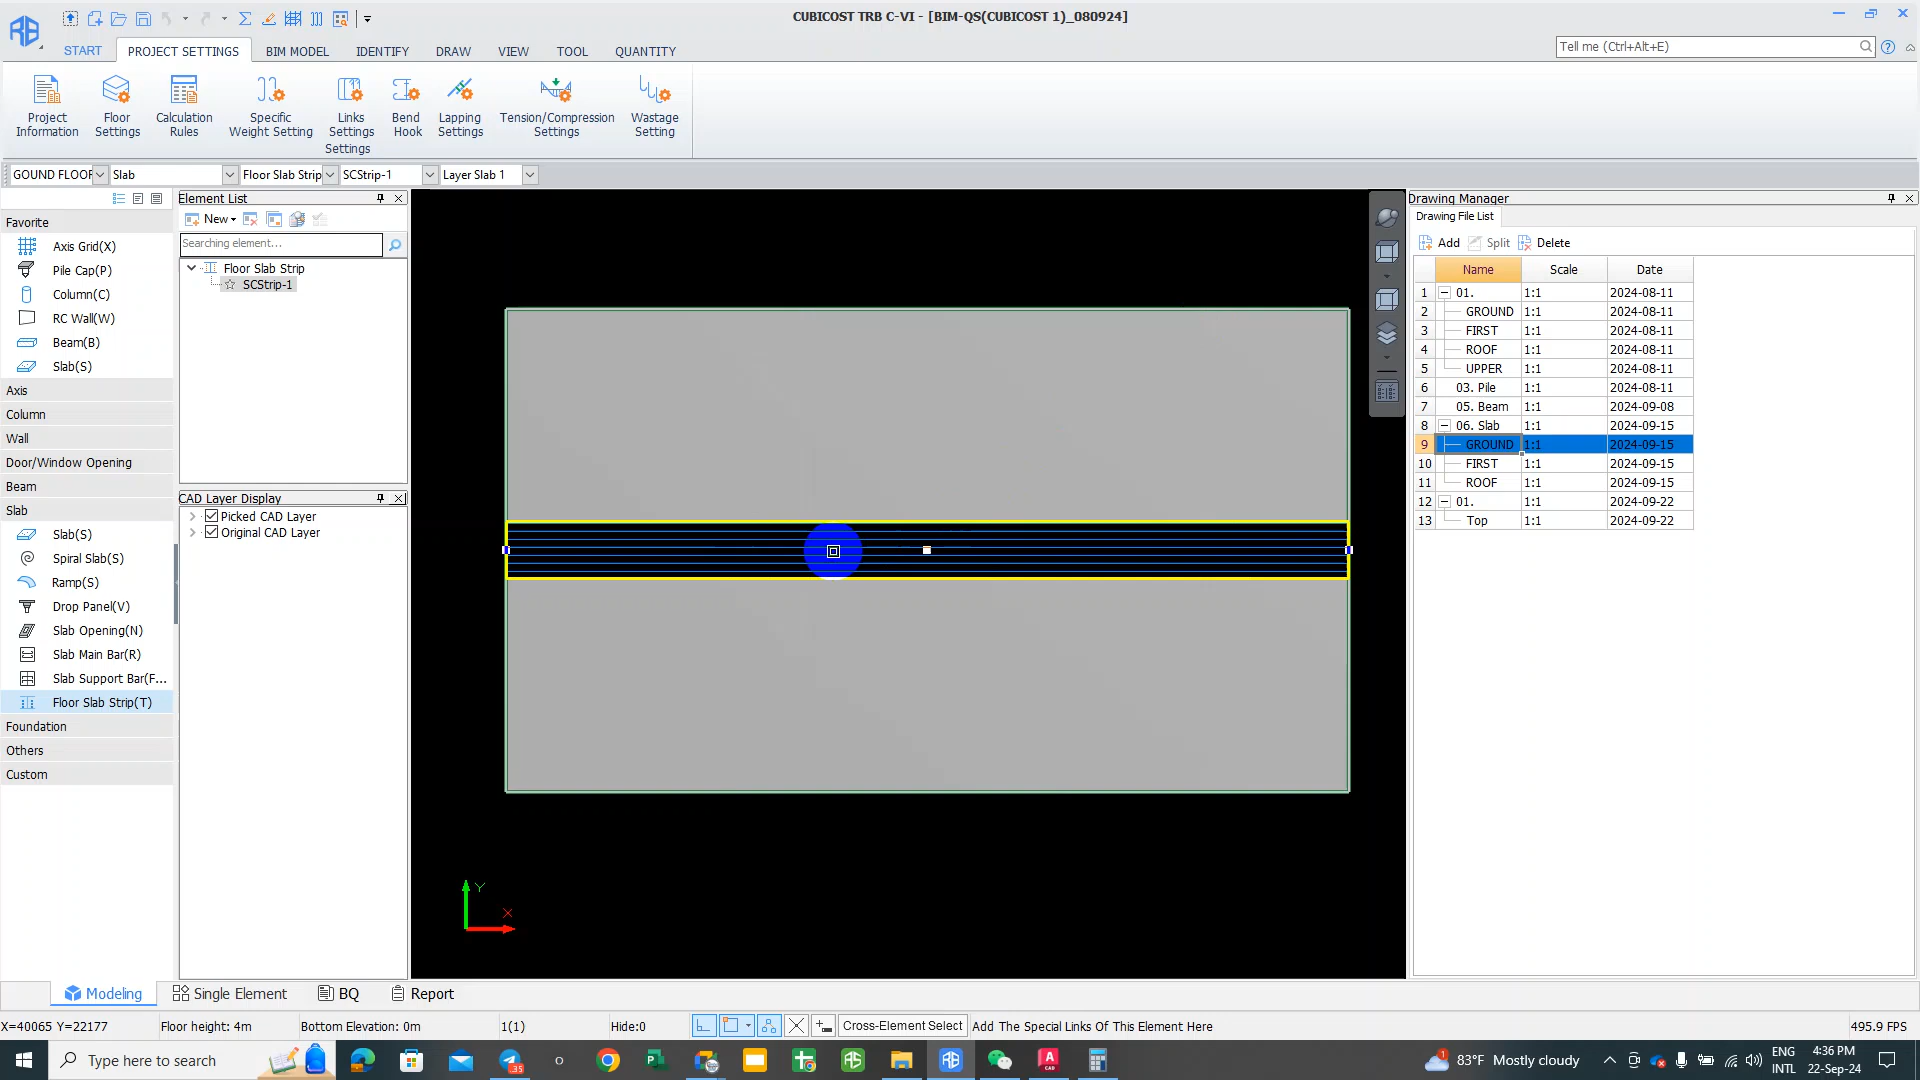 CUBICOST TRB C-VI - [BIM-QS(CUBICOST 1)_080924]
START PROJECT SETTINGS BIM MODEL IDENTIFY DRAW VIEW TOOL QUANTITY
Tell me (Ctrl+Alt+E)
Project Information
Floor Settings
Calculation Rules
Specific Weight Setting
Links Settings
Bend Hook
Lapping Settings
Tension/Compression Settings
Wastage Setting
Settings
GOUND FLOOR Slab Floor Slab Strip SCStrip-1 Layer Slab 1
Favorite
Axis Grid(X)
Pile Cap(P)
Column(C)
RC Wall(W)
Beam(B)
Slab(S)
Axis
Column
Wall
Door/Window Opening
Beam
Slab
Slab(S)
Spiral Slab(S)
Ramp(S)
Drop Panel(V)
Slab Opening(N)
Slab Main Bar(R)
Slab Support Bar(F...
Floor Slab Strip(T)
Foundation
Others
Custom
Element List
New
Searching element...
Floor Slab Strip
SCStrip-1
CAD Layer Display
Picked CAD Layer
Original CAD Layer
Y
X
Drawing Manager
Drawing File List
Add Split Delete
Name Scale Date
1 01. 1:1 2024-08-11
2 GROUND 1:1 2024-08-11
3 FIRST 1:1 2024-08-11
4 ROOF 1:1 2024-08-11
5 UPPER 1:1 2024-08-11
6 03. Pile 1:1 2024-08-11
7 05. Beam 1:1 2024-09-08
8 06. Slab 1:1 2024-09-15
9 GROUND 1:1 2024-09-15
10 FIRST 1:1 2024-09-15
11 ROOF 1:1 2024-09-15
12 01. 1:1 2024-09-22
13 Top 1:1 2024-09-22
Modeling Single Element BQ Report
X=40065 Y=22177 Floor height: 4m Bottom Elevation: 0m 1(1) Hide:0 Cross-Element Select Add The Special Links Of This Element Here 495.9 FPS
Type here to search
35
83°F Mostly cloudy
ENG
INTL
4:36 PM
22-Sep-24